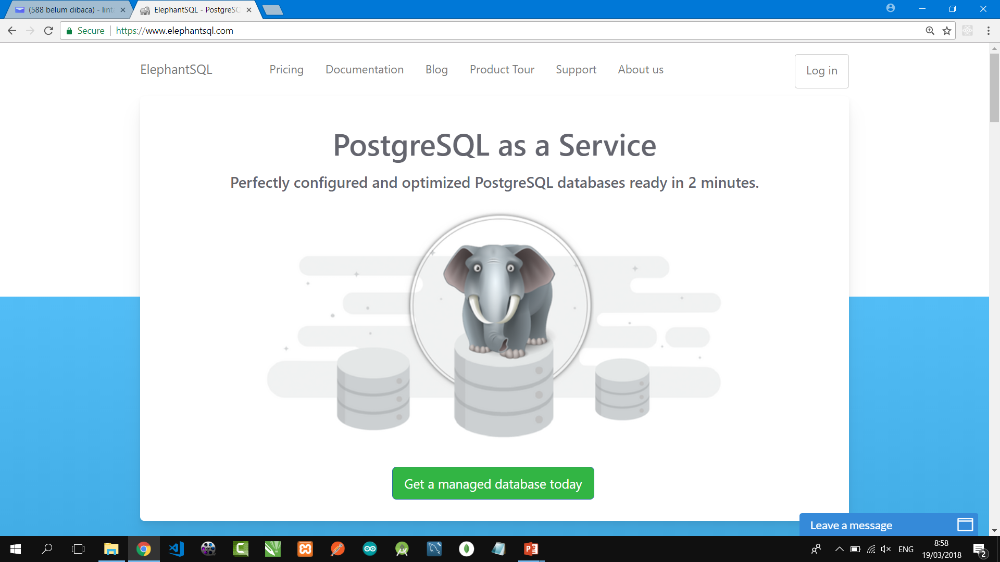 (588 belum dibaca) - lint
ElephantSQL - PostgreSQ
Secure
https://www.elephantsql.com
ElephantSQL
Pricing
Documentation
Blog
Product Tour
Support
About us
Log in
PostgreSQL as a Service
Perfectly configured and optimized PostgreSQL databases ready in 2 minutes.
Get a managed database today
Leave a message
ENG
8:58
19/03/2018
2